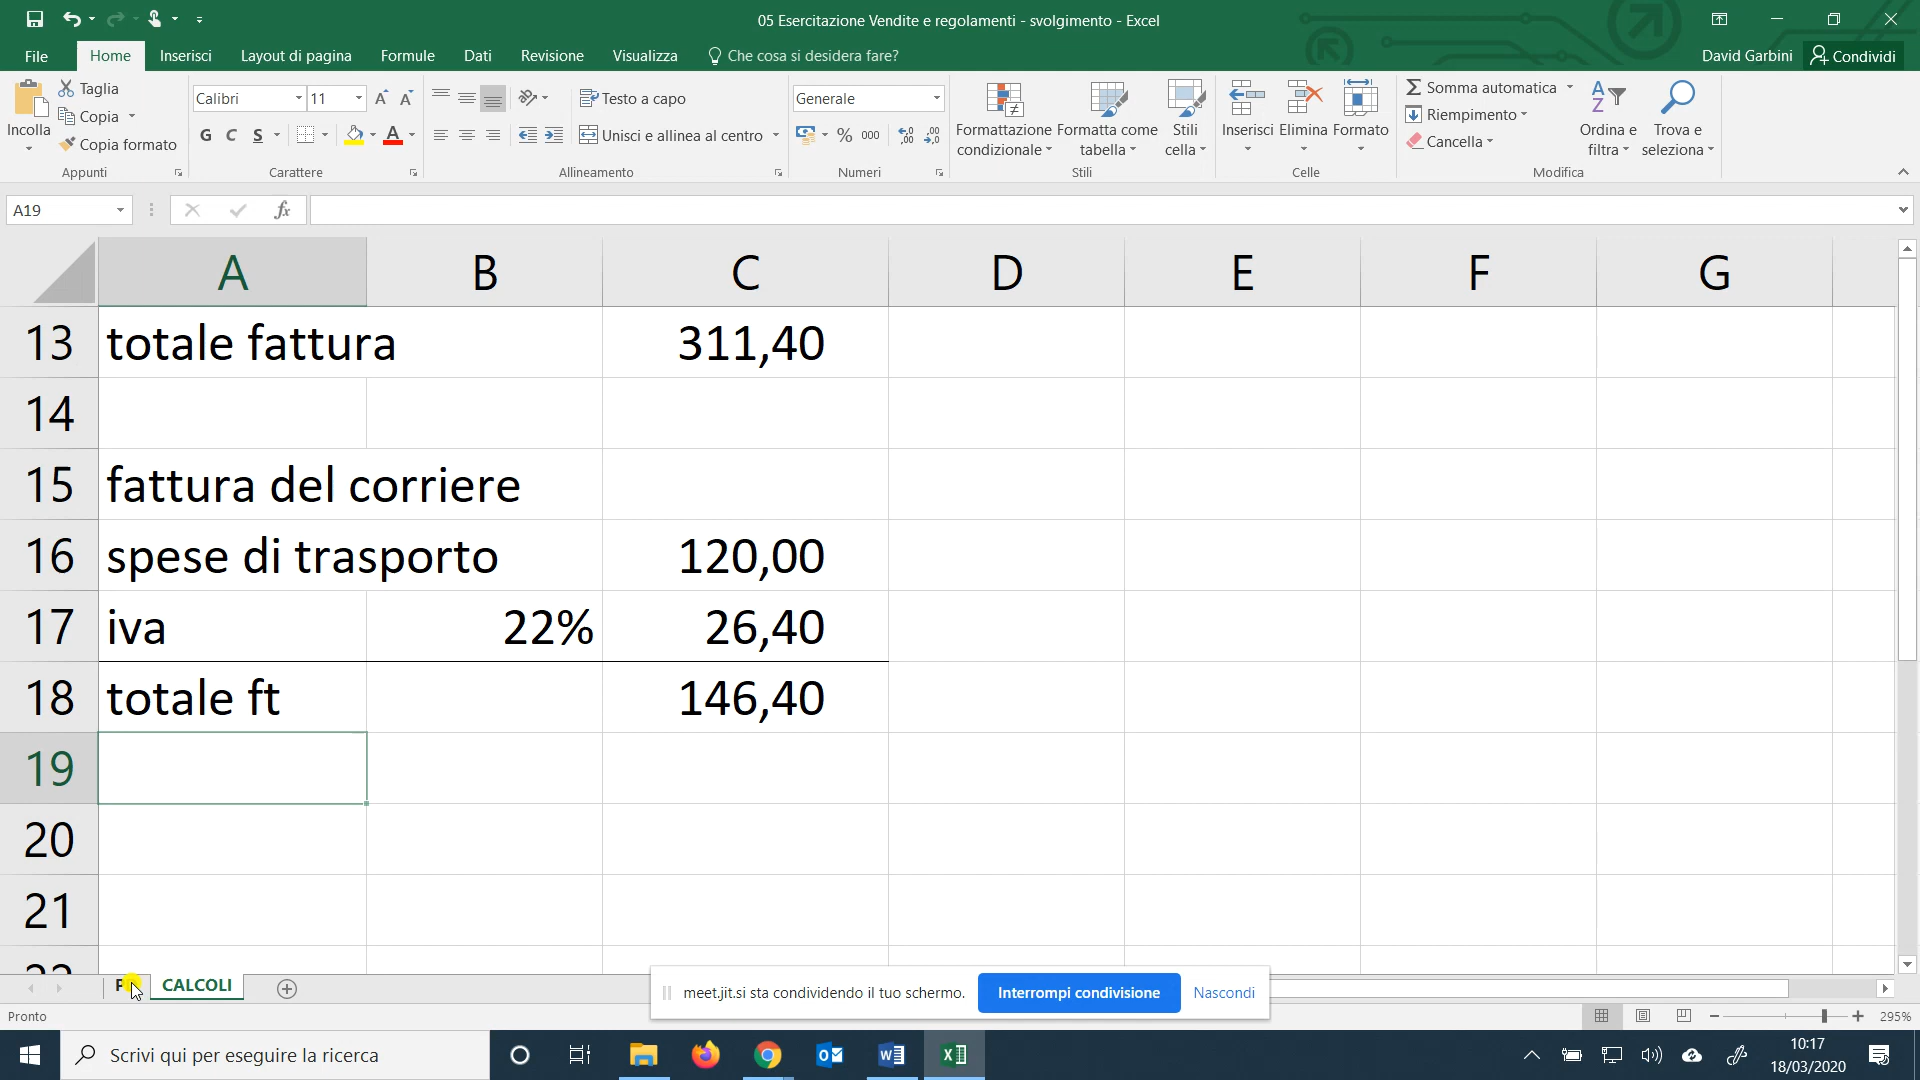 05 Esercitazione Vendite e regolamenti - svolgimento - Excel
File Home Inserisci Layout di pagina Formule Dati Revisione Visualizza Che cosa si desidera fare? David Garbini Condividi
Incolla
Taglia
Copia
Copia formato
Appunti
Calibri 11
G C S
Carattere
Testo a capo
Unisci e allinea al centro
Allineamento
Generale
% 000
Numeri
Formattazione condizionale
Formatta come tabella
Stili cella
Stili
Inserisci Elimina Formato
Celle
Somma automatica
Riempimento
Cancella
Ordina e filtra
Trova e seleziona
Modifica
A19
fx
A B C D E F G
13 totale fattura 311,40
14
15 fattura del corriere
16 spese di trasporto 120,00
17 iva 22% 26,40
18 totale ft 146,40
19
20
21
22
CALCOLI
meet.jit.si sta condividendo il tuo schermo. Interrompi condivisione Nascondi
Pronto
295%
Scrivi qui per eseguire la ricerca
10:17
18/03/2020